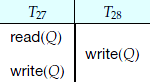 T27 T28
read(Q)
write(Q)
write(Q)